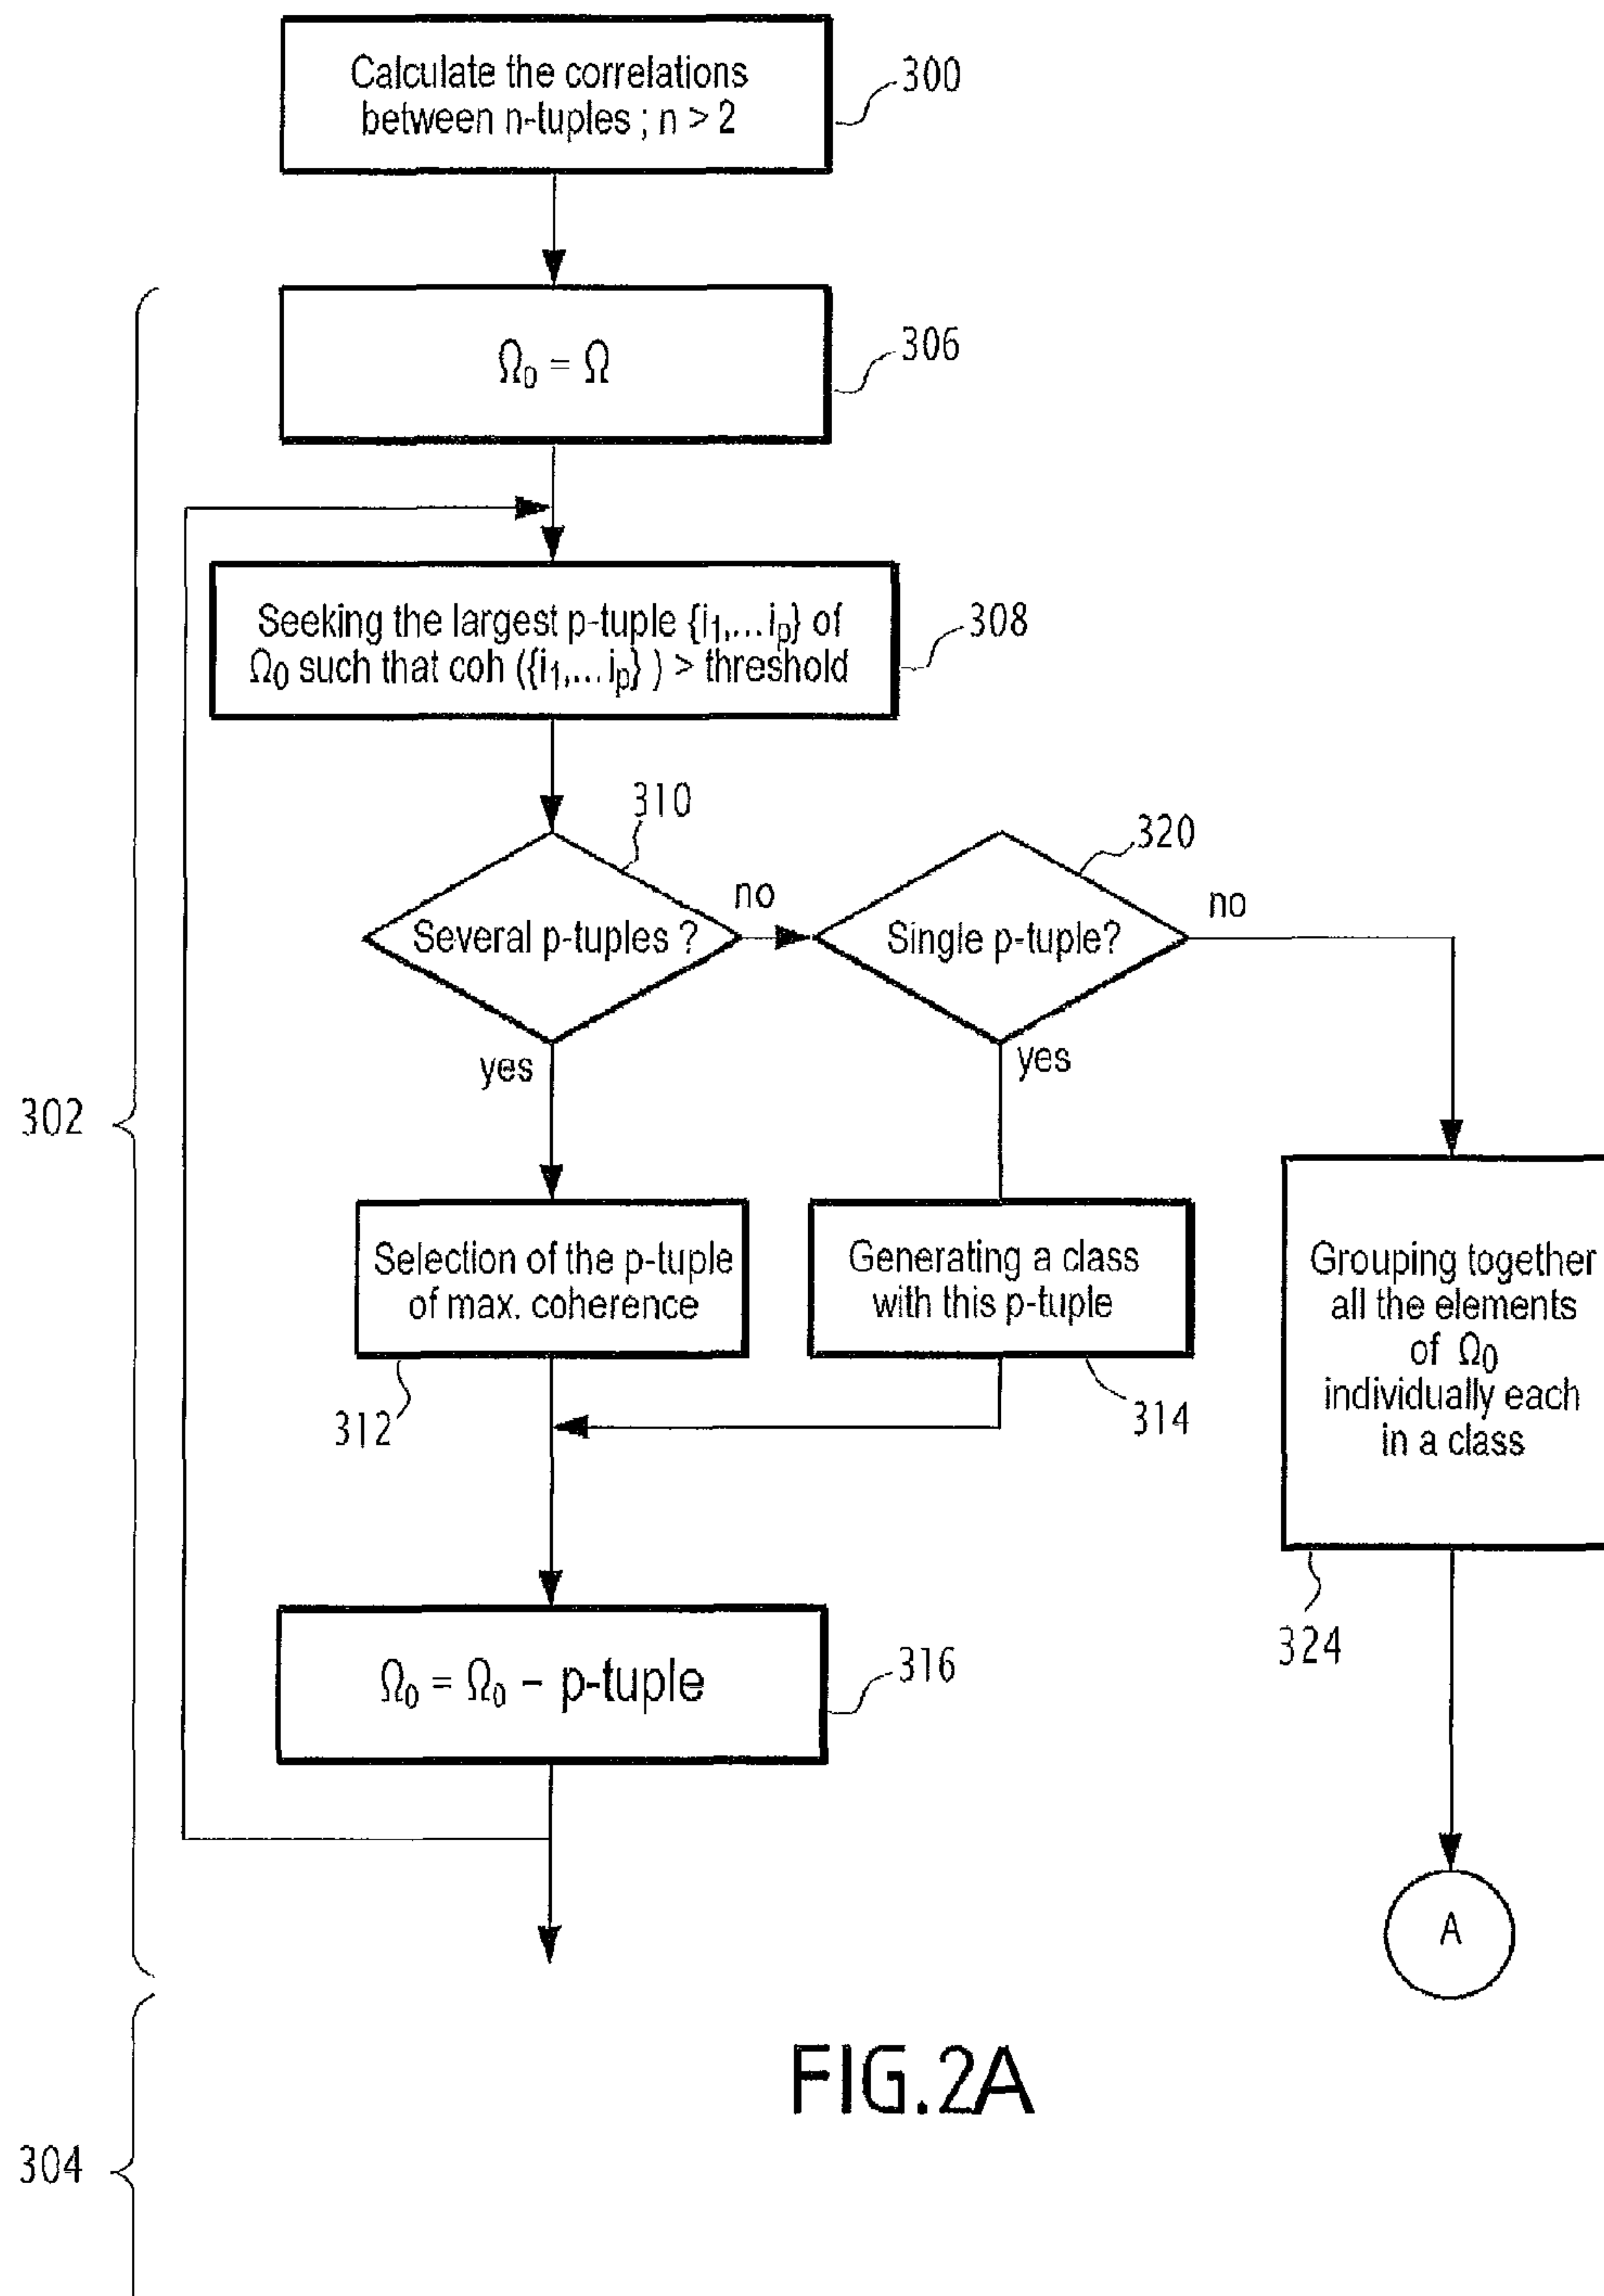 Calculate the correlations
between n-tuples ; n > 2
300
Ω₀ = Ω
306
Seeking the largest p-tuple {i₁,... iₚ} of
Ω₀ such that coh ({i₁,... iₚ} ) > threshold
308
310
320
Several p-tuples ?
no
Single p-tuple?
no
yes
yes
302
Selection of the p-tuple
of max. coherence
312
Generating a class
with this p-tuple
314
Grouping together
all the elements
of Ω₀
individually each
in a class
324
Ω₀ = Ω₀ – p-tuple
316
A
FIG.2A
304